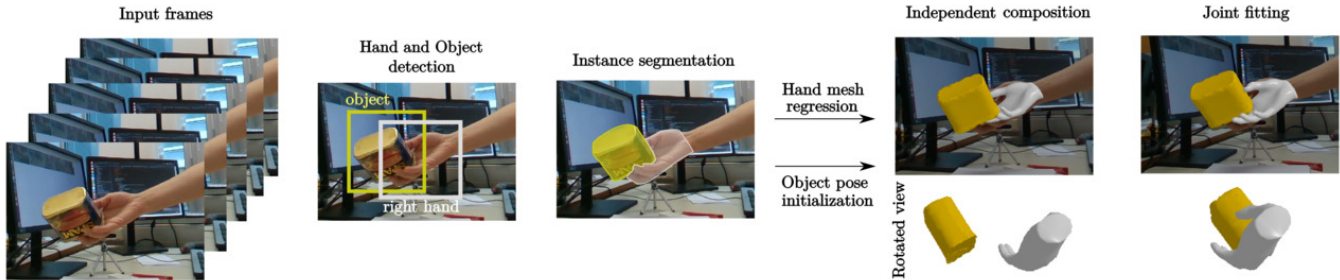 Input frames
Hand and Object
detection
object
right hand
Instance segmentation
Hand mesh
regression
Object pose
initialization
Independent composition
Rotated view
Joint fitting